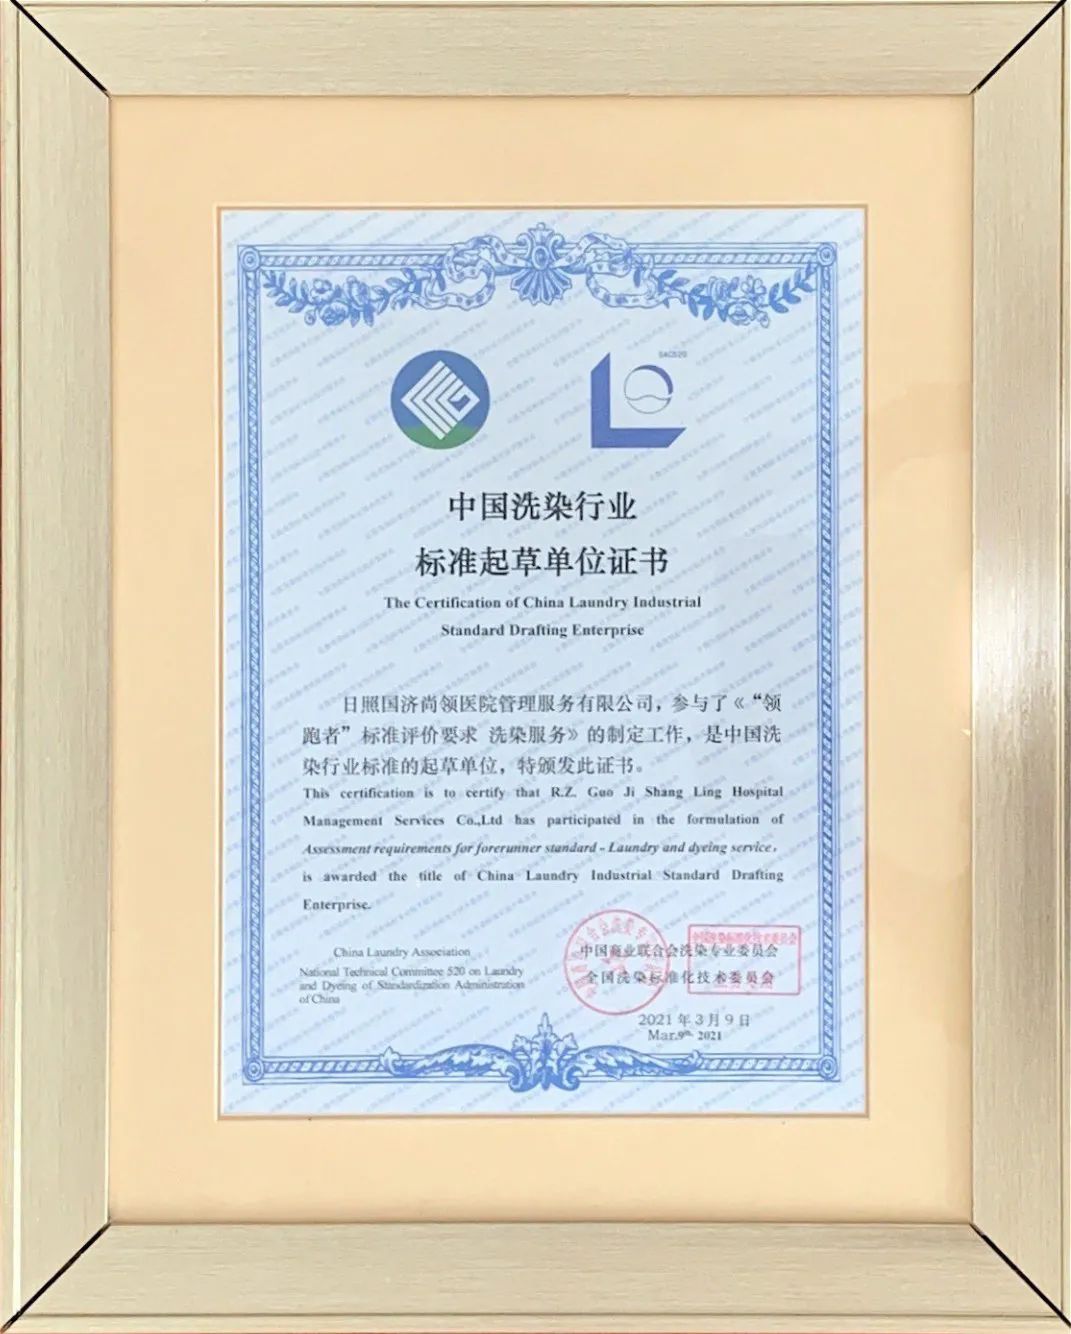 SAC520
中国洗染行业
标准起草单位证书
The Certification of China Laundry Industrial
Standard Drafting Enterprise
日照国济尚领医院管理服务有限公司，参与了《“领
跑者”标准评价要求 洗染服务》的制定工作，是中国洗
染行业标准的起草单位，特颁发此证书。
This certification is to certify that R.Z. Guo Ji Shang Ling Hospital
Management Services Co.,Ltd has participated in the formulation of
Assessment requirements for forerunner standard - Laundry and dyeing service,
is awarded the title of China Laundry Industrial Standard Drafting
Enterprise.
China Laundry Association
National Technical Committee 520 on Laundry
and Dyeing of Standardization Administration
of China
中国商业联合会洗染专业委员会
全国洗染标准化技术委员会
2021 年 3 月 9 日
Mar.9th. 2021